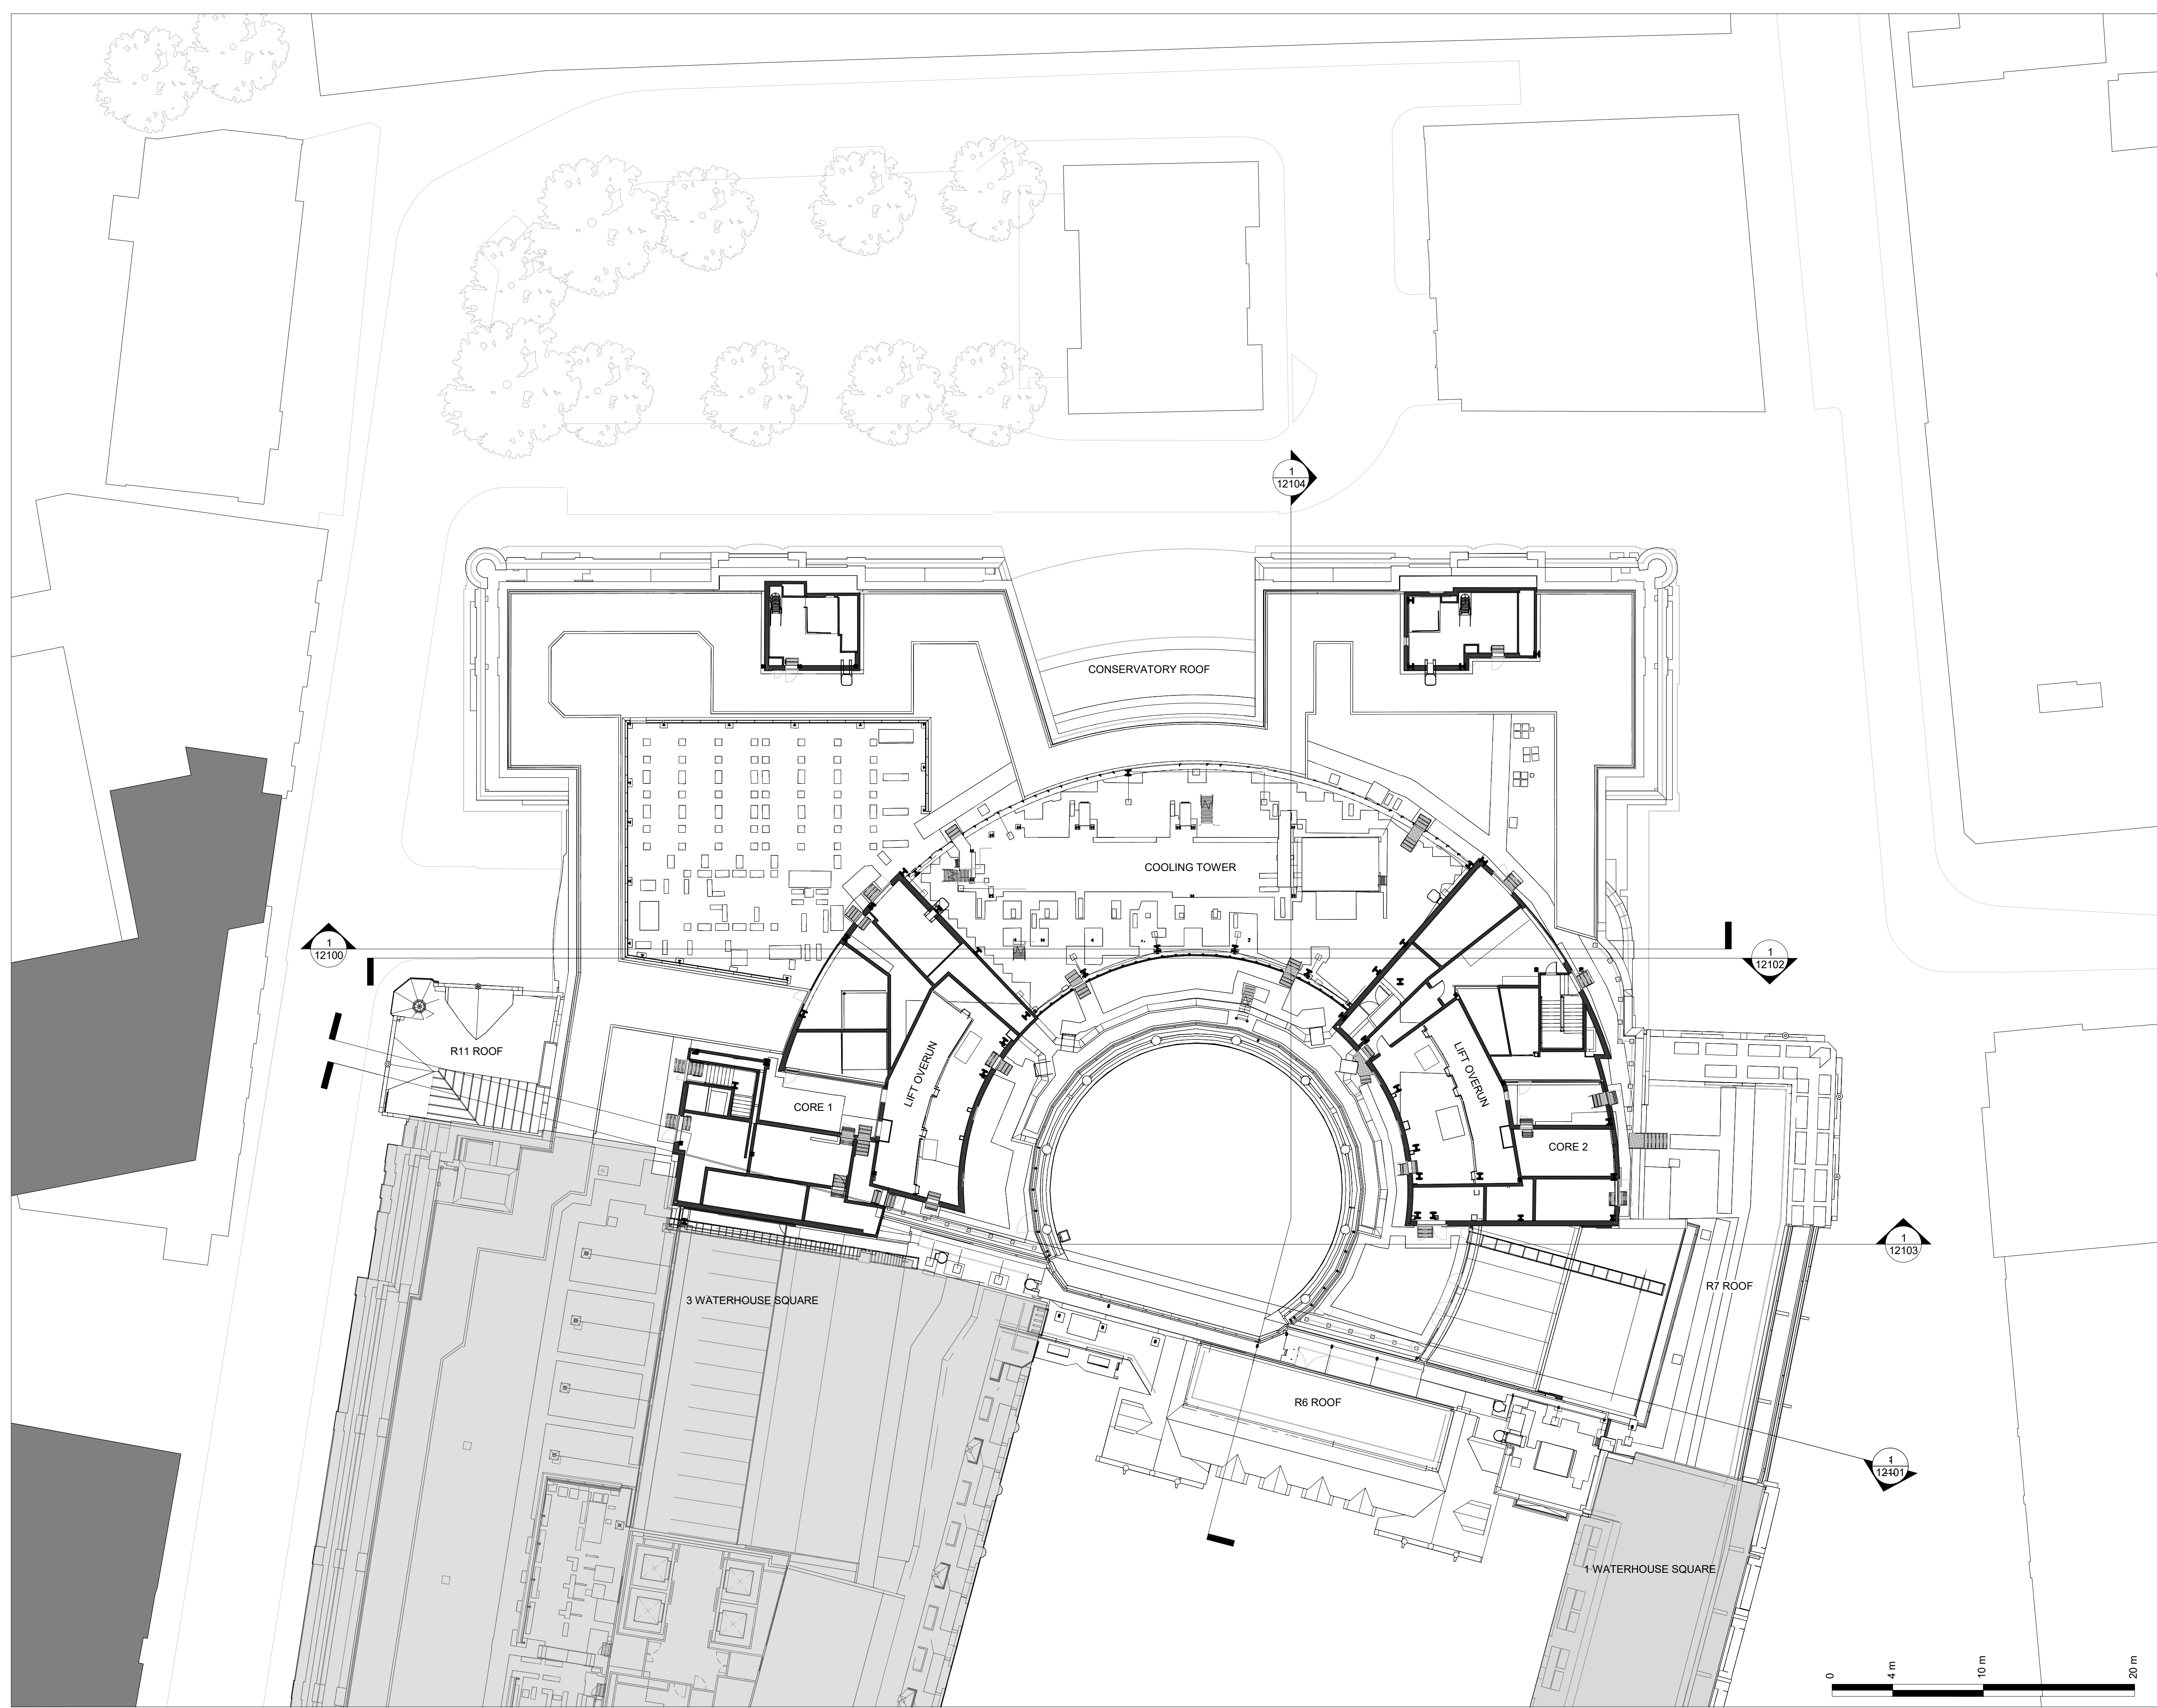 1
12104
CONSERVATORY ROOF
COOLING TOWER
1
12100
1
12102
R11 ROOF
LIFT OVERUN
LIFT OVERUN
CORE 1
CORE 2
1
12103
3 WATERHOUSE SQUARE
R7 ROOF
R6 ROOF
1
12101
1 WATERHOUSE SQUARE
0
4 m
10 m
20 m